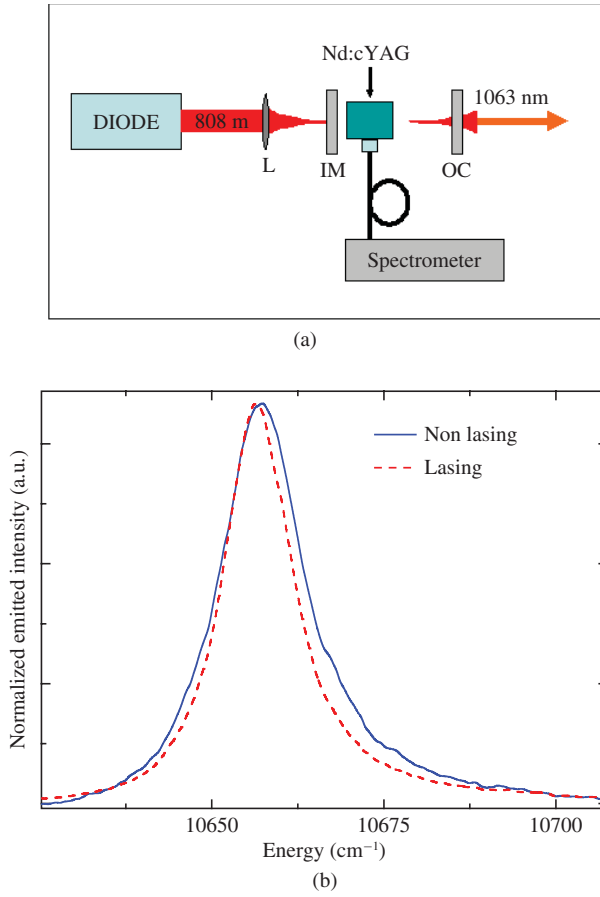 Nd:cYAG
1063 nm
DIODE
808 m
L
IM
OC
Spectrometer
(a)
Normalized emitted intensity (a.u.)
Non lasing
Lasing
10650
10675
10700
Energy (cm⁻¹)
(b)